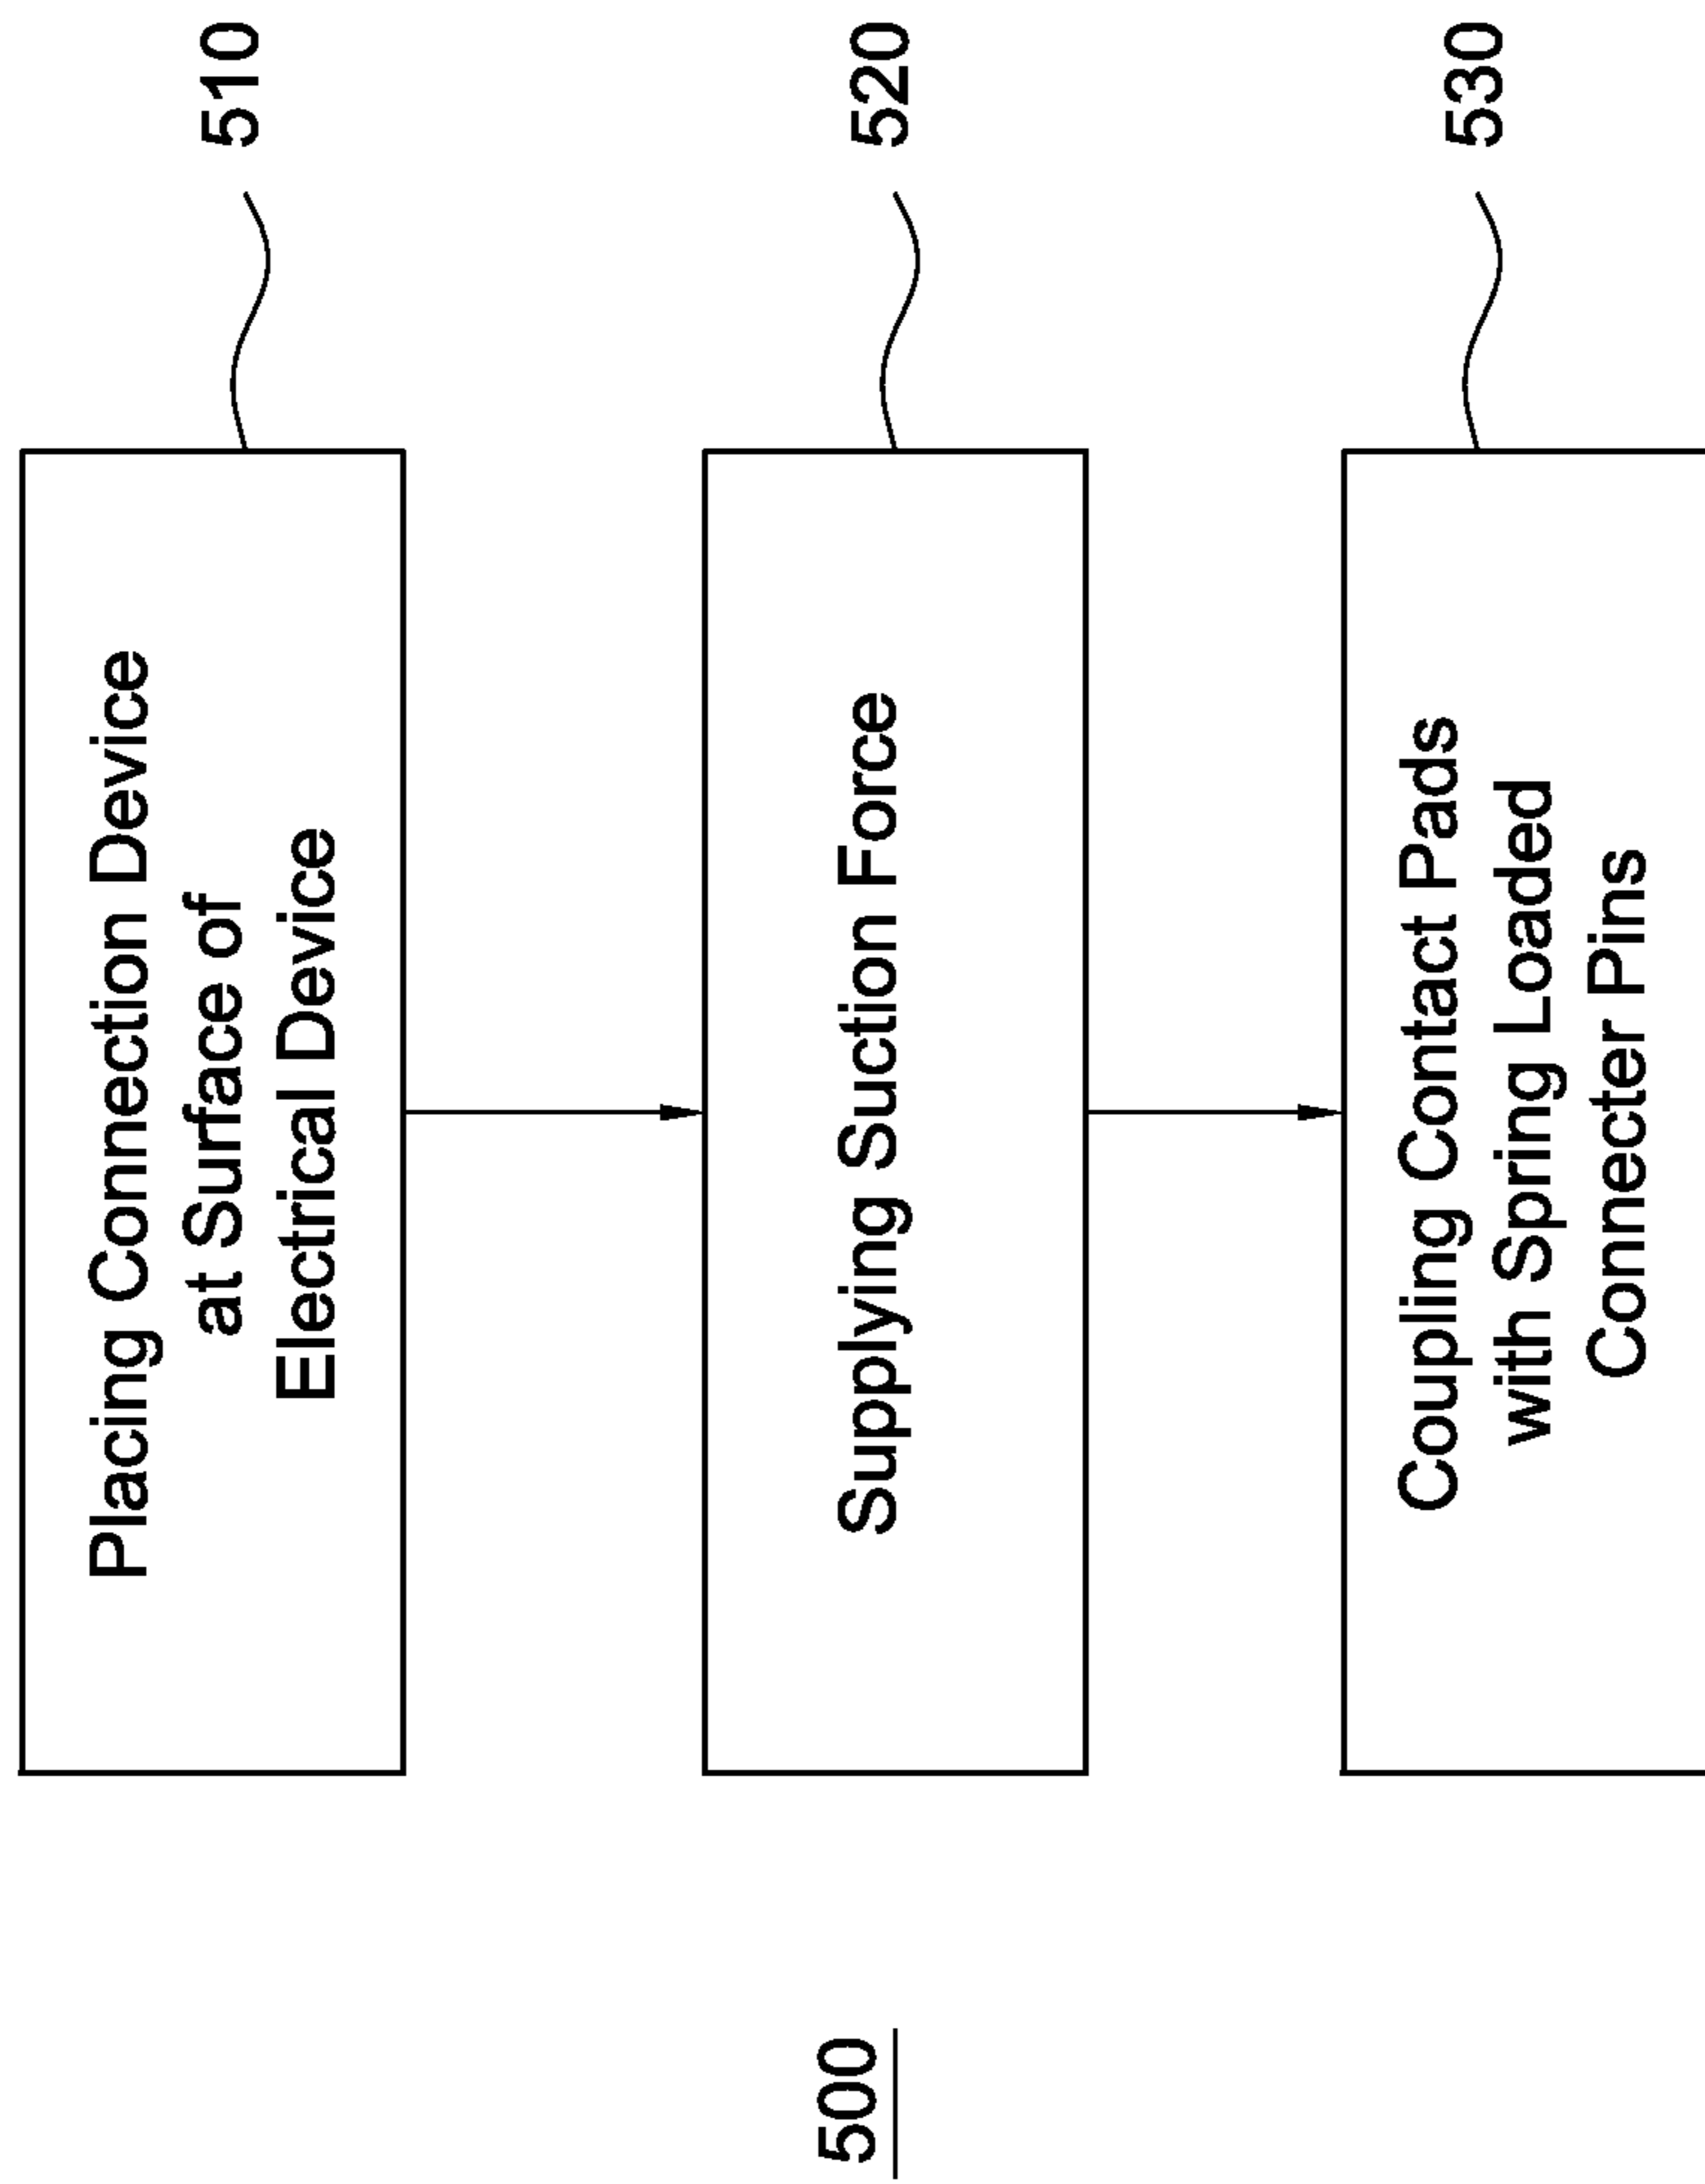 500
Placing Connection Device
at Surface of
Electrical Device
510
Supplying Suction Force
520
Coupling Contact Pads
with Spring Loaded
Connecter Pins
530